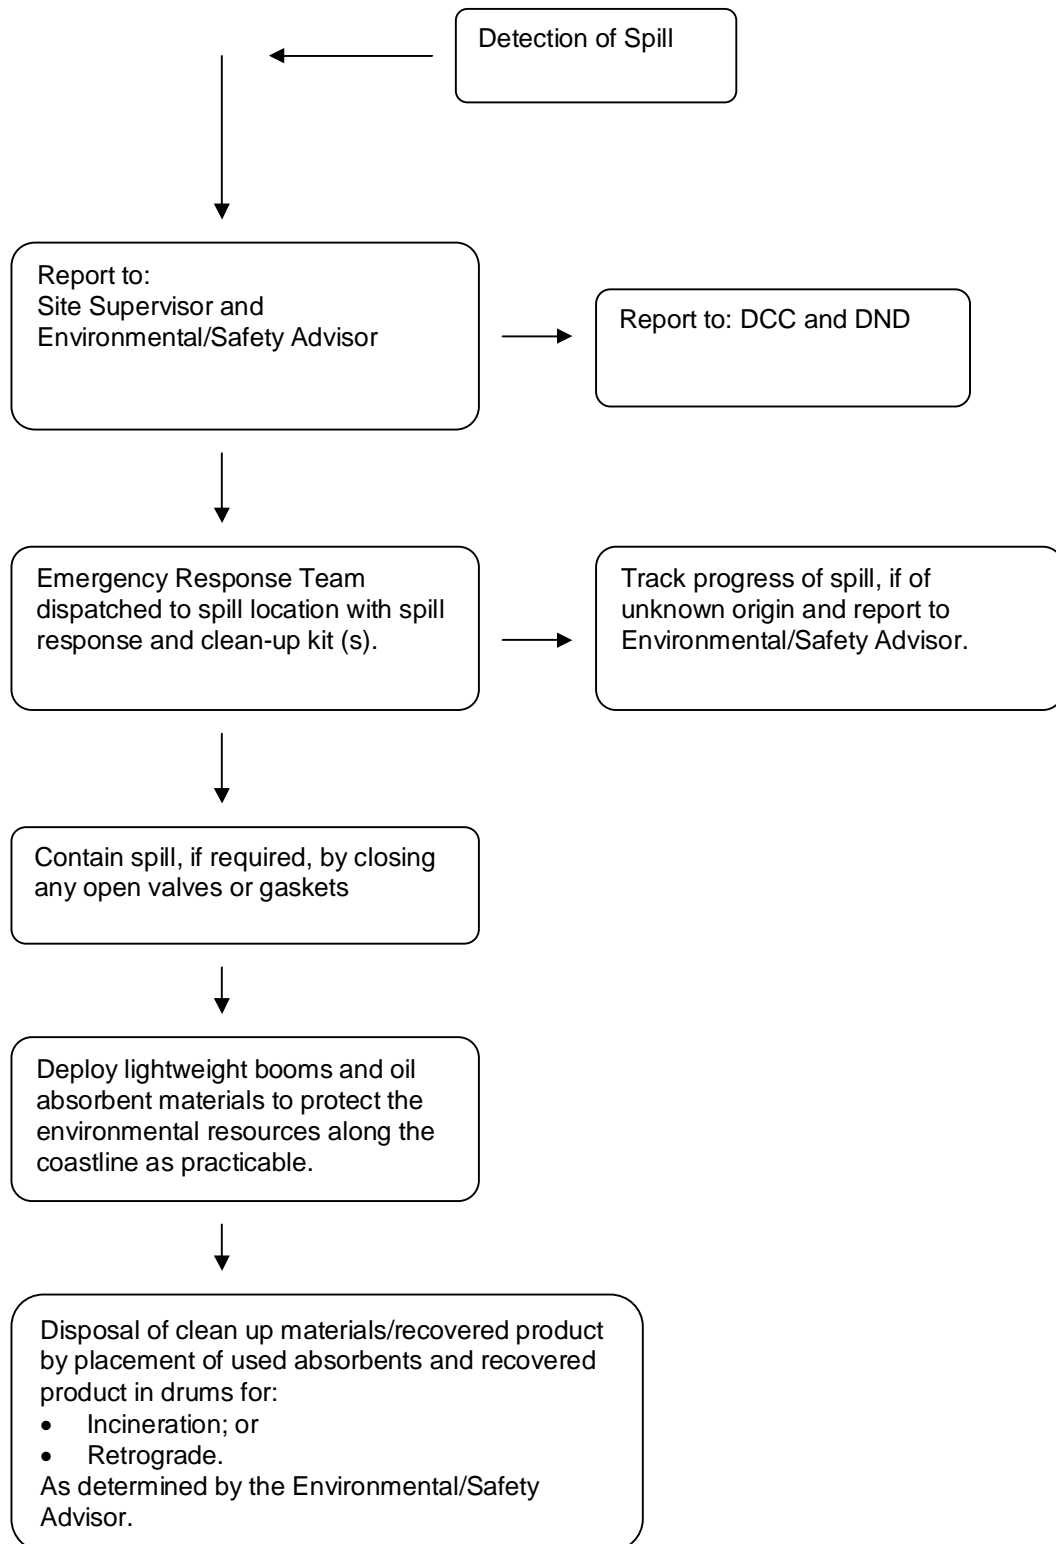 Detection of Spill
Report to:
Site Supervisor and
Environmental/Safety Advisor
Report to: DCC and DND
Emergency Response Team
dispatched to spill location with spill
response and clean-up kit (s).
Track progress of spill, if of
unknown origin and report to
Environmental/Safety Advisor.
Contain spill, if required, by closing
any open valves or gaskets
Deploy lightweight booms and oil
absorbent materials to protect the
environmental resources along the
coastline as practicable.
Disposal of clean up materials/recovered product
by placement of used absorbents and recovered
product in drums for:
• Incineration; or
• Retrograde.
As determined by the Environmental/Safety
Advisor.